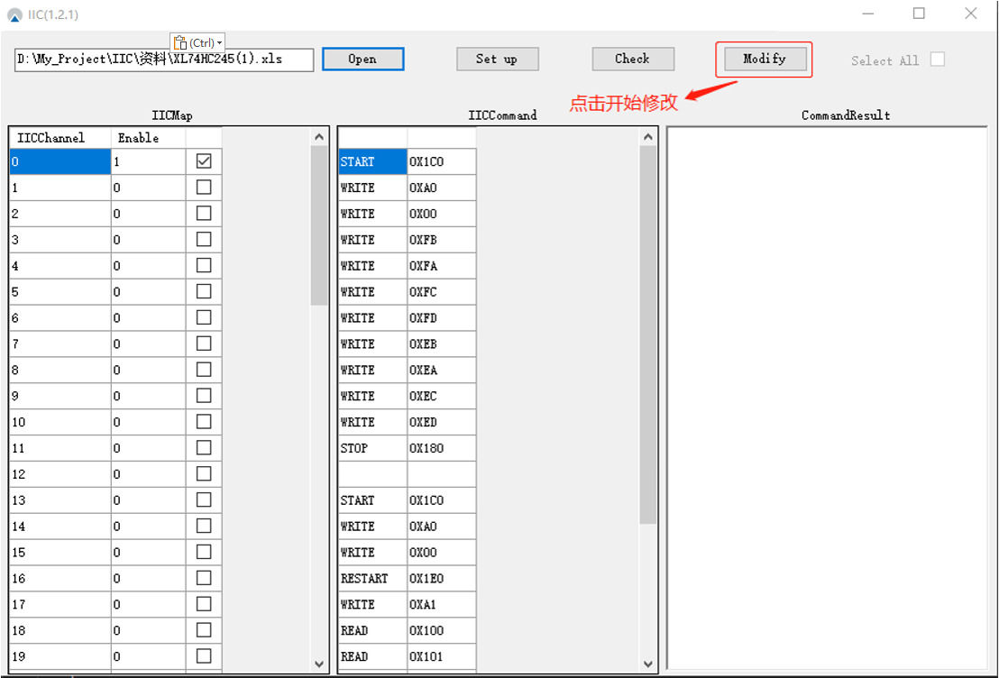 IIC(1.2.1)
(Ctrl)
D:\My_Project\IIC\资料\XL74HC245(1).xls
Open
Set up
Check
Modify
Select All
点击开始修改
IICMap
IICCommand
CommandResult
IICChannel Enable
0 1
1 0
2 0
3 0
4 0
5 0
6 0
7 0
8 0
9 0
10 0
11 0
12 0
13 0
14 0
15 0
16 0
17 0
18 0
19 0
START 0X1C0
WRITE 0XA0
WRITE 0X00
WRITE 0XFB
WRITE 0XFA
WRITE 0XFC
WRITE 0XFD
WRITE 0XEB
WRITE 0XEA
WRITE 0XEC
WRITE 0XED
STOP 0X180
START 0X1C0
WRITE 0XA0
WRITE 0X00
RESTART 0X1E0
WRITE 0XA1
READ 0X100
READ 0X101